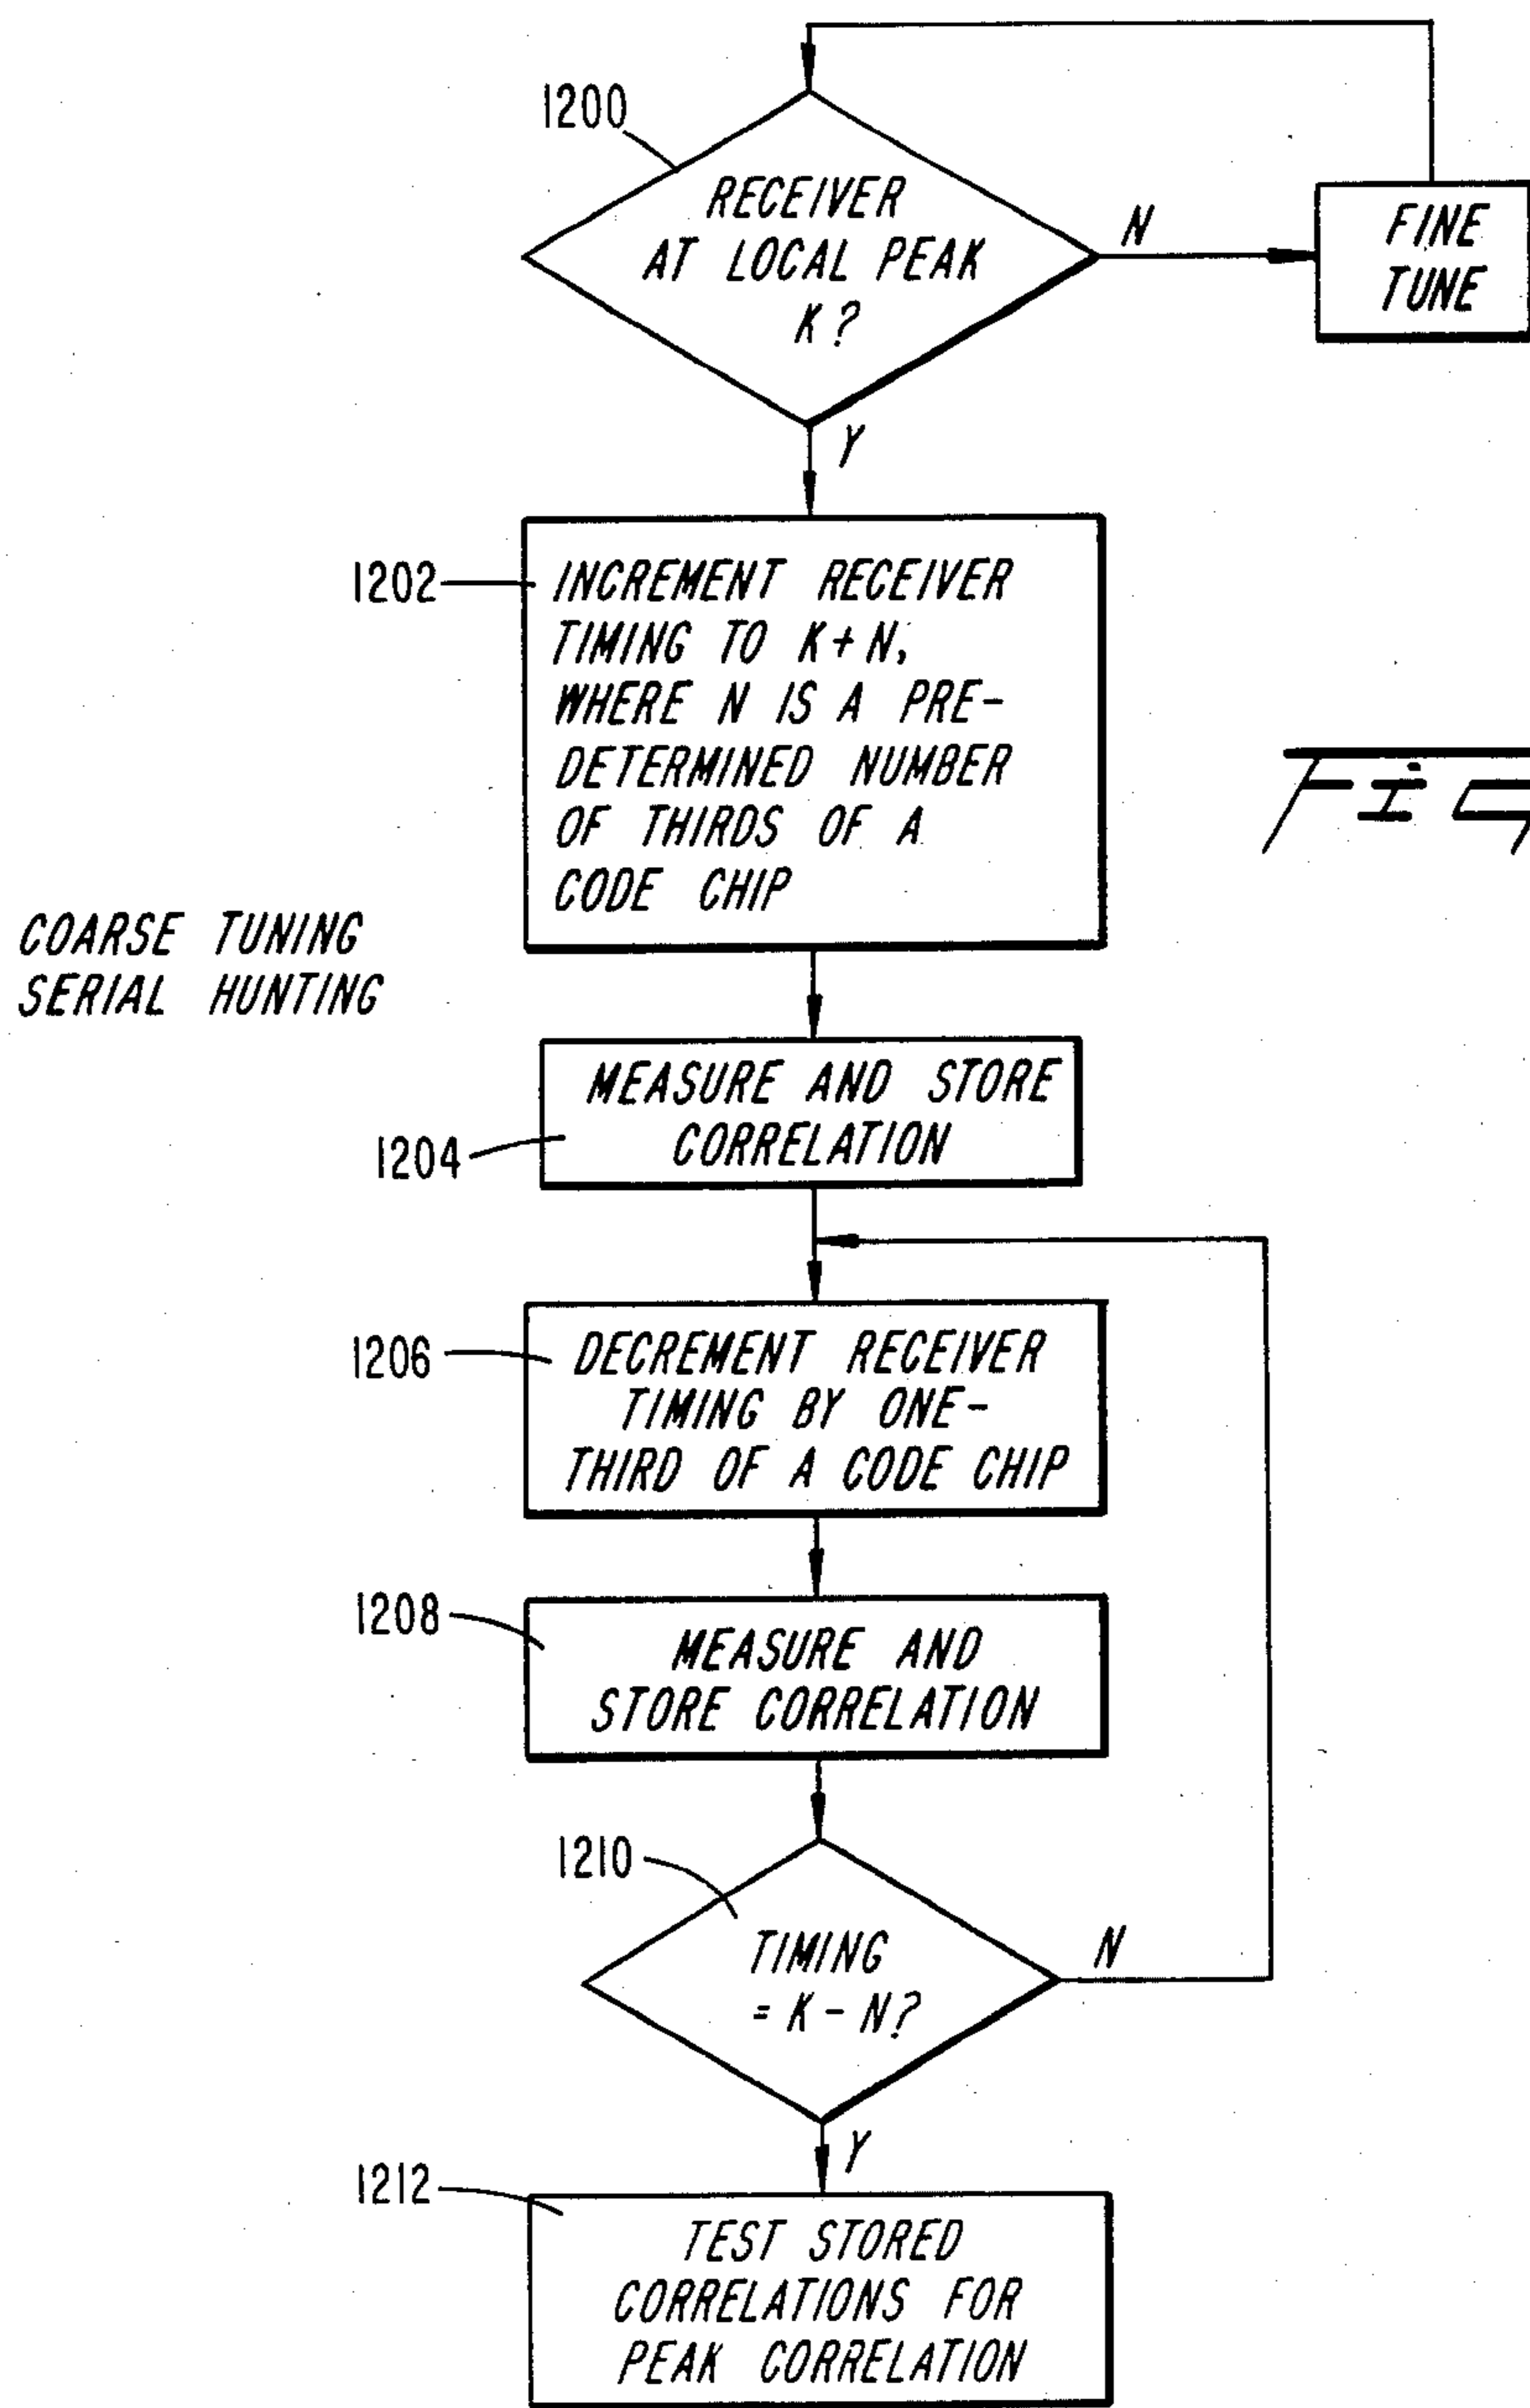 1200
RECEIVER
AT LOCAL PEAK
K?
N
FINE
TUNE
Y
1202
INCREMENT RECEIVER
TIMING TO K+N,
WHERE N IS A PRE-
DETERMINED NUMBER
OF THIRDS OF A
CODE CHIP
COARSE TUNING
SERIAL HUNTING
1204
MEASURE AND STORE
CORRELATION
1206
DECREMENT RECEIVER
TIMING BY ONE-
THIRD OF A CODE CHIP
1208
MEASURE AND
STORE CORRELATION
1210
TIMING
= K - N?
N
Y
1212
TEST STORED
CORRELATIONS FOR
PEAK CORRELATION